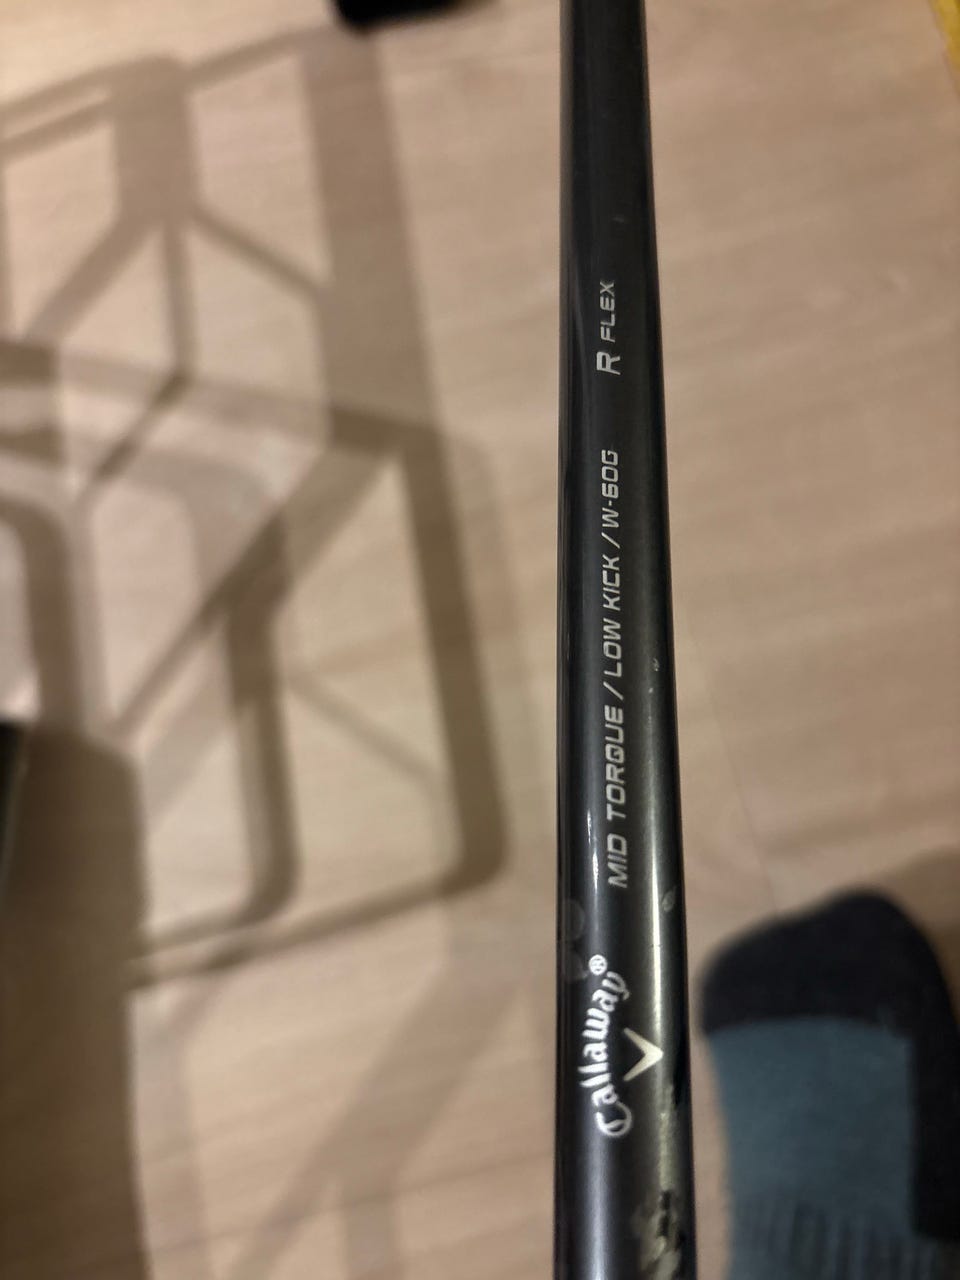 Callaway®
MID TORQUE / LOW KICK / W-60G
R FLEX